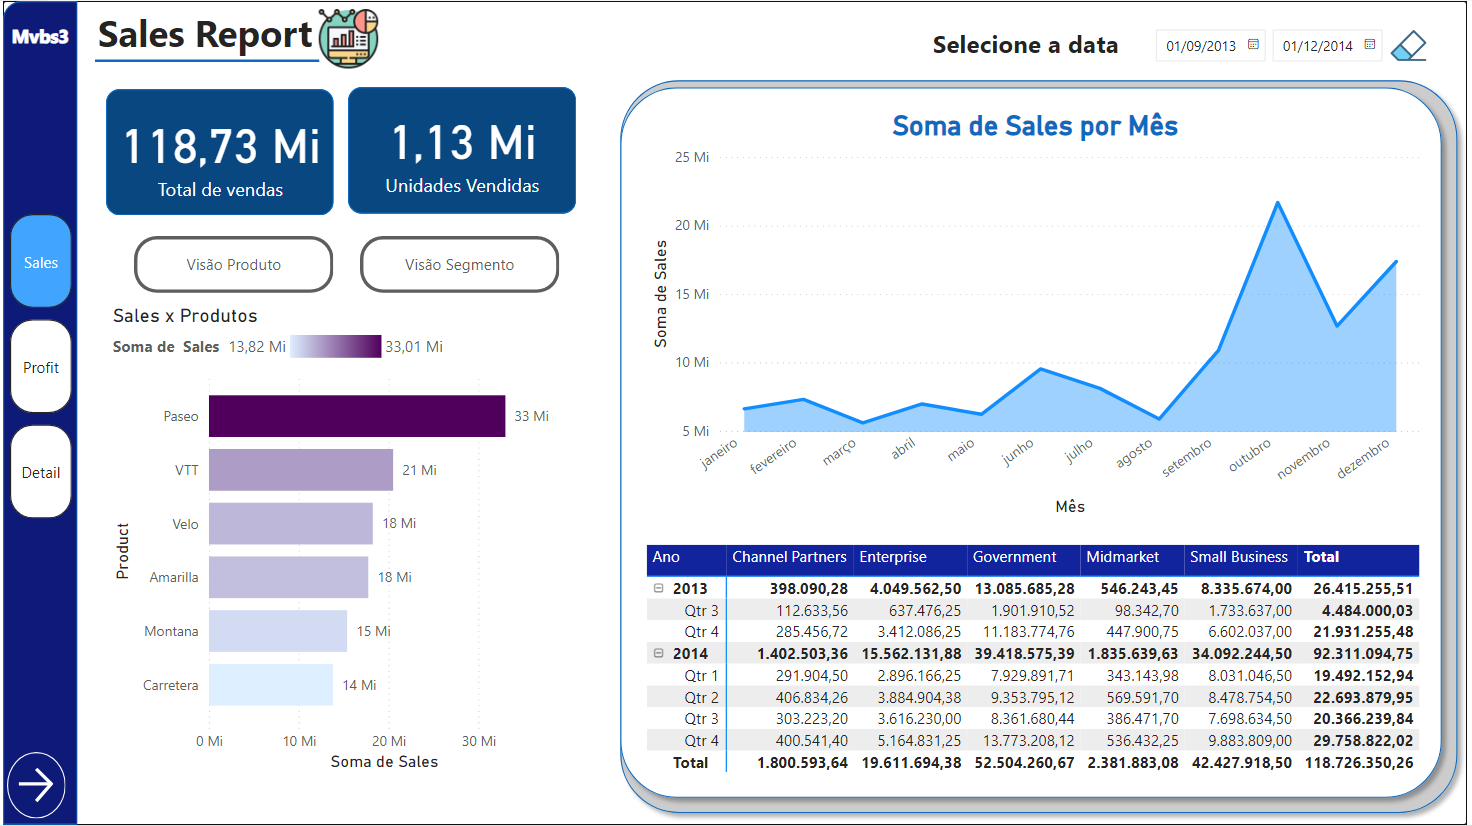 Mvbs3
Sales Report
Selecione a data
01/09/2013
01/12/2014
118,73 Mi
Total de vendas
1,13 Mi
Unidades Vendidas
Visão Produto
Visão Segmento
Sales
Profit
Detail
Sales x Produtos
Soma de Sales 13,82 Mi 33,01 Mi
Product
Paseo 33 Mi
VTT 21 Mi
Velo 18 Mi
Amarilla 18 Mi
Montana 15 Mi
Carretera 14 Mi
0 Mi 10 Mi 20 Mi 30 Mi
Soma de Sales
Soma de Sales por Mês
Soma de Sales
25 Mi
20 Mi
15 Mi
10 Mi
5 Mi
janeiro fevereiro março abril maio junho julho agosto setembro outubro novembro dezembro
Mês
Ano Channel Partners Enterprise Government Midmarket Small Business Total
2013 398.090,28 4.049.562,50 13.085.685,28 546.243,45 8.335.674,00 26.415.255,51
Qtr 3 112.633,56 637.476,25 1.901.910,52 98.342,70 1.733.637,00 4.484.000,03
Qtr 4 285.456,72 3.412.086,25 11.183.774,76 447.900,75 6.602.037,00 21.931.255,48
2014 1.402.503,36 15.562.131,88 39.418.575,39 1.835.639,63 34.092.244,50 92.311.094,75
Qtr 1 291.904,50 2.896.166,25 7.929.891,71 343.143,98 8.031.046,50 19.492.152,94
Qtr 2 406.834,26 3.884.904,38 9.353.795,12 569.591,70 8.478.754,50 22.693.879,95
Qtr 3 303.223,20 3.616.230,00 8.361.680,44 386.471,70 7.698.634,50 20.366.239,84
Qtr 4 400.541,40 5.164.831,25 13.773.208,12 536.432,25 9.883.809,00 29.758.822,02
Total 1.800.593,64 19.611.694,38 52.504.260,67 2.381.883,08 42.427.918,50 118.726.350,26